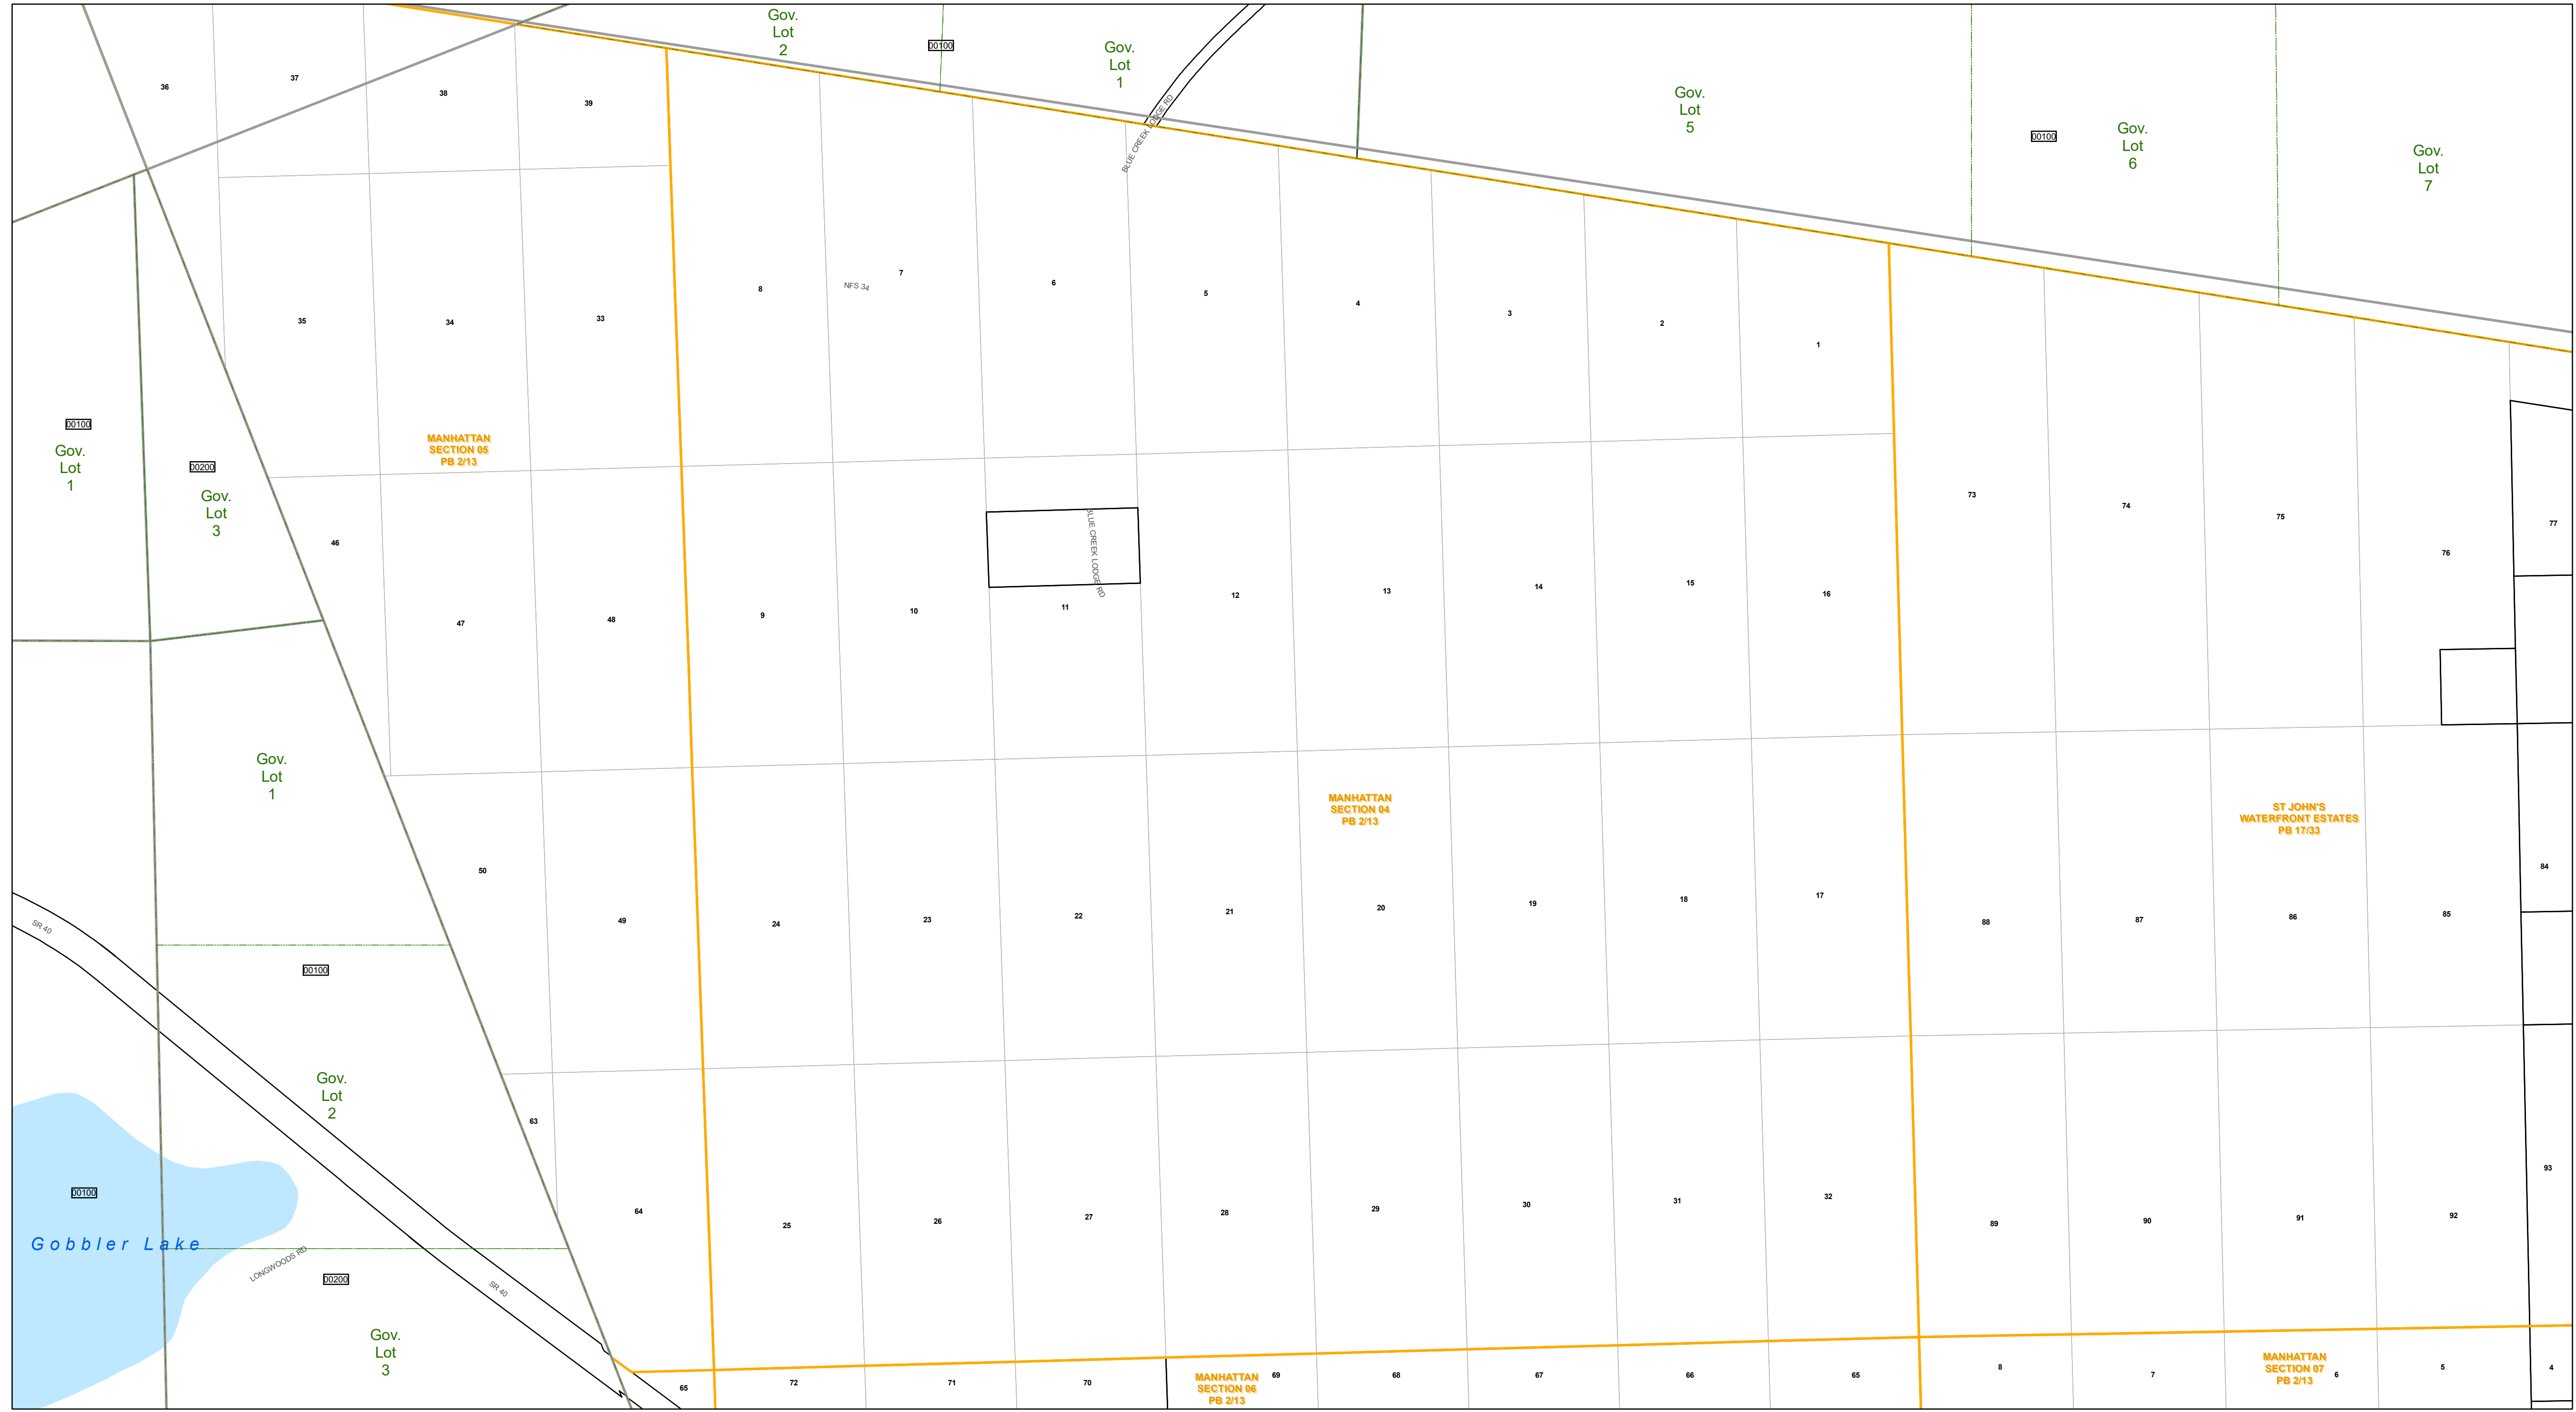 Gov.
Lot
2
00100
Gov.
Lot
1
BLUE CREEK LODGE RD
Gov.
Lot
5
00100
Gov.
Lot
6
Gov.
Lot
7
36
37
38
39
35
34
33
8
NFS 34
7
6
5
4
3
2
1
00100
Gov.
Lot
1
00200
Gov.
Lot
3
MANHATTAN
SECTION 05
PB 2/13
46
47
48
9
10
11
BLUE CREEK LODGE RD
12
13
14
15
16
73
74
75
76
77
Gov.
Lot
1
MANHATTAN
SECTION 04
PB 2/13
ST JOHN'S
WATERFRONT ESTATES
PB 17/33
50
49
24
23
22
21
20
19
18
17
88
87
86
85
84
SR 40
00100
Gov.
Lot
2
63
64
25
26
27
28
29
30
31
32
89
90
91
92
93
00100
Gobbler Lake
LONGWOODS RD
00200
SR 40
Gov.
Lot
3
65
72
71
70
MANHATTAN
SECTION 06
PB 2/13
69
68
67
66
65
8
7
MANHATTAN
SECTION 07
PB 2/13
6
5
4